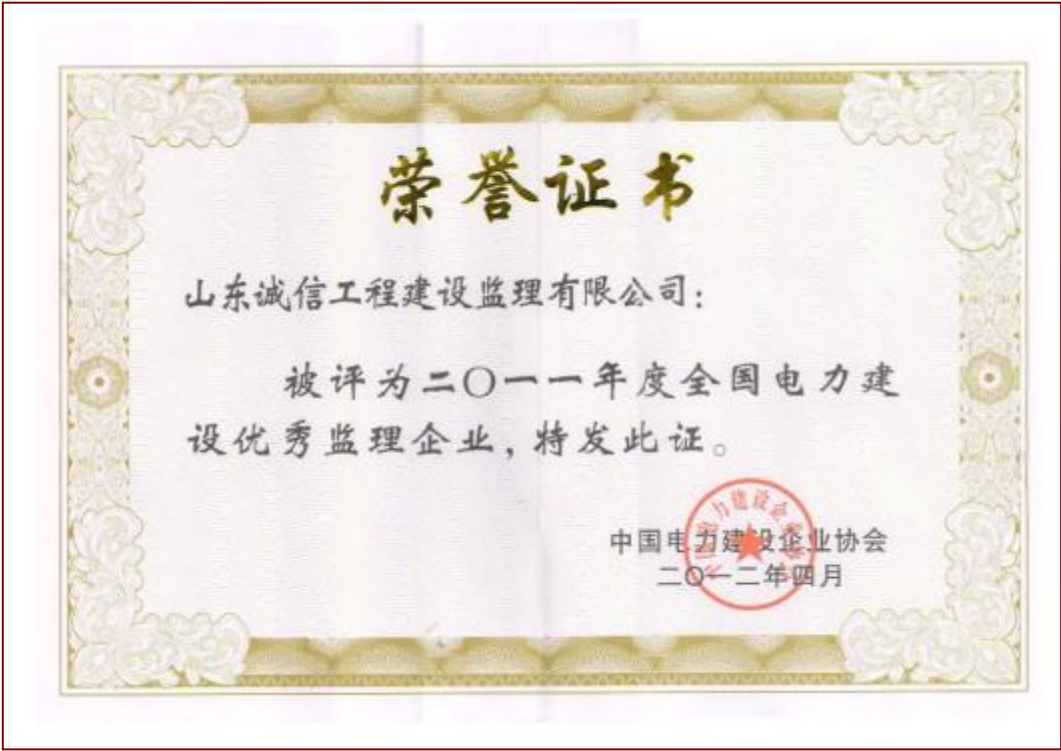 荣誉证书
山东诚信工程建设监理有限公司：
被评为二〇一一年度全国电力建
设优秀监理企业，特发此证。
中国电力建设企业协会
二〇一二年四月